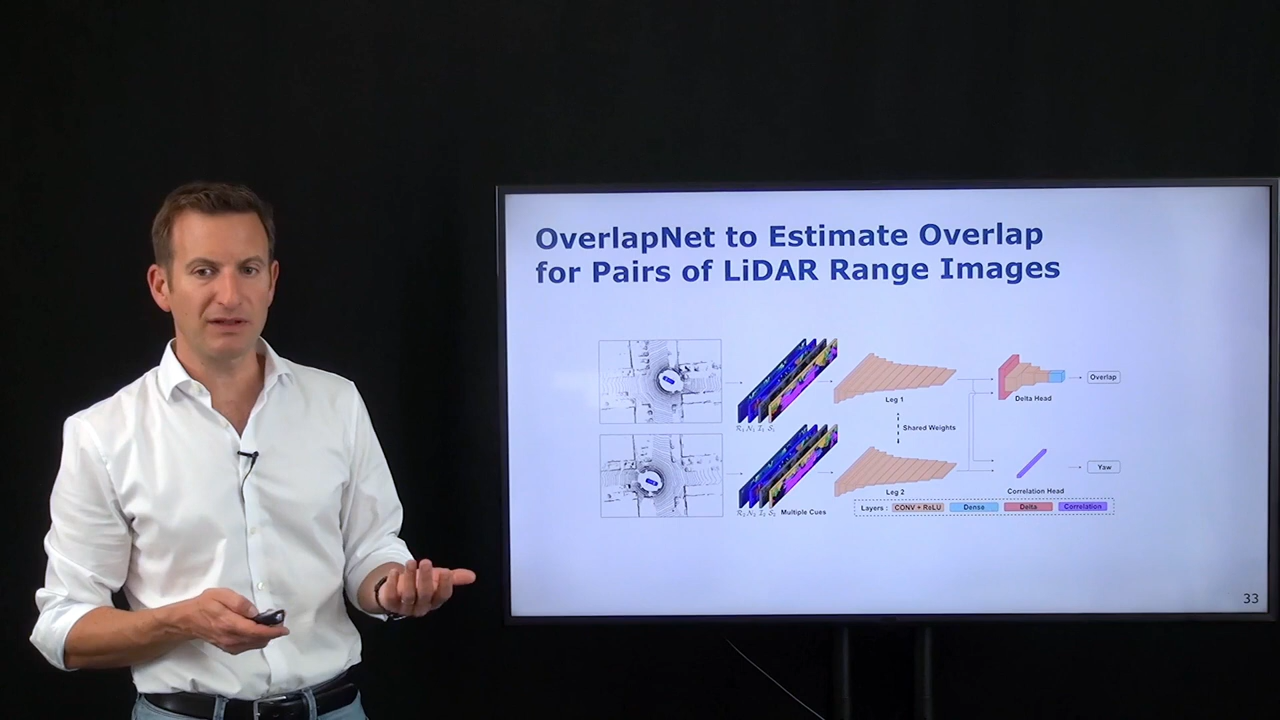 OverlapNet to Estimate Overlap
for Pairs of LiDAR Range Images
Leg 1
Delta Head
Overlap
Shared Weights
Leg 2
Correlation Head
Yaw
Multiple Cues
Layers : CONV + ReLU Dense Delta Correlation
33